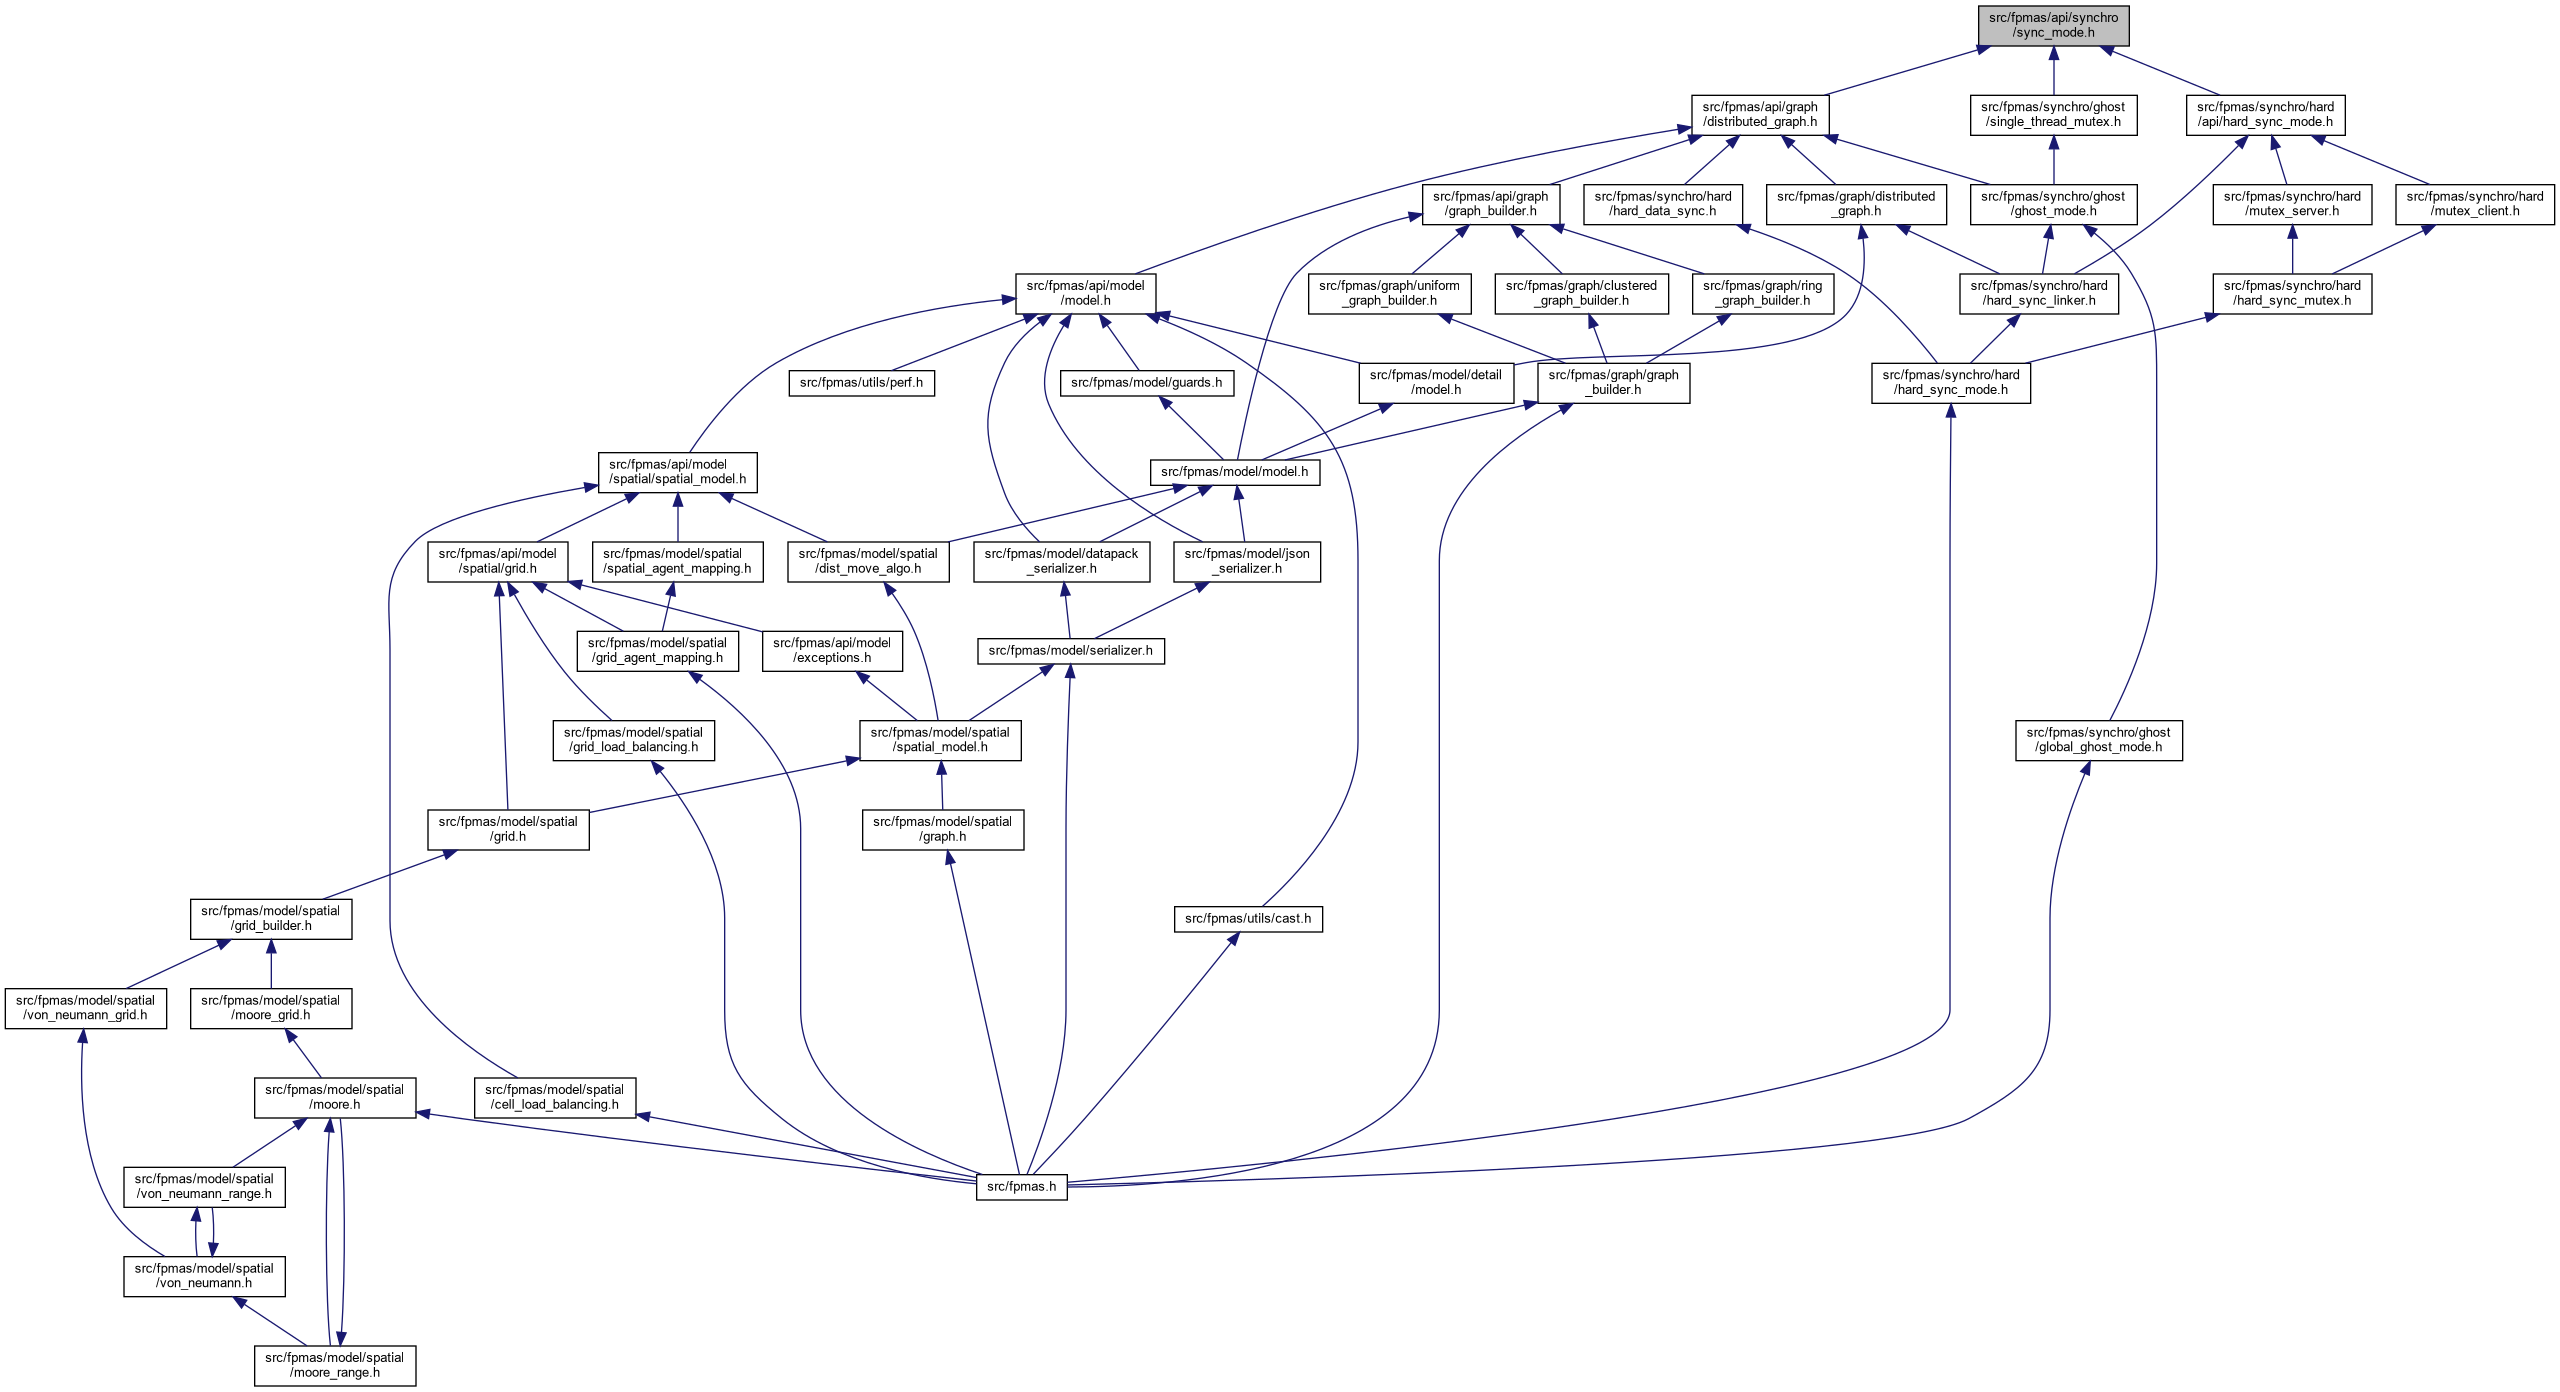 src/fpmas/api/synchro
/sync_mode.h
src/fpmas/api/graph
/distributed_graph.h
src/fpmas/synchro/ghost
/single_thread_mutex.h
src/fpmas/synchro/hard
/api/hard_sync_mode.h
src/fpmas/api/graph
/graph_builder.h
src/fpmas/synchro/hard
/hard_data_sync.h
src/fpmas/graph/distributed
_graph.h
src/fpmas/synchro/ghost
/ghost_mode.h
src/fpmas/synchro/hard
/mutex_server.h
src/fpmas/synchro/hard
/mutex_client.h
src/fpmas/api/model
/model.h
src/fpmas/graph/uniform
_graph_builder.h
src/fpmas/graph/clustered
_graph_builder.h
src/fpmas/graph/ring
_graph_builder.h
src/fpmas/synchro/hard
/hard_sync_linker.h
src/fpmas/synchro/hard
/hard_sync_mutex.h
src/fpmas/utils/perf.h
src/fpmas/model/guards.h
src/fpmas/model/detail
/model.h
src/fpmas/graph/graph
_builder.h
src/fpmas/synchro/hard
/hard_sync_mode.h
src/fpmas/api/model
/spatial/spatial_model.h
src/fpmas/model/model.h
src/fpmas/api/model
/spatial/grid.h
src/fpmas/model/spatial
/spatial_agent_mapping.h
src/fpmas/model/spatial
/dist_move_algo.h
src/fpmas/model/datapack
_serializer.h
src/fpmas/model/json
_serializer.h
src/fpmas/model/spatial
/grid_agent_mapping.h
src/fpmas/api/model
/exceptions.h
src/fpmas/model/serializer.h
src/fpmas/model/spatial
/grid_load_balancing.h
src/fpmas/model/spatial
/spatial_model.h
src/fpmas/synchro/ghost
/global_ghost_mode.h
src/fpmas/model/spatial
/grid.h
src/fpmas/model/spatial
/graph.h
src/fpmas/model/spatial
/grid_builder.h
src/fpmas/utils/cast.h
src/fpmas/model/spatial
/von_neumann_grid.h
src/fpmas/model/spatial
/moore_grid.h
src/fpmas/model/spatial
/moore.h
src/fpmas/model/spatial
/cell_load_balancing.h
src/fpmas/model/spatial
/von_neumann_range.h
src/fpmas.h
src/fpmas/model/spatial
/von_neumann.h
src/fpmas/model/spatial
/moore_range.h